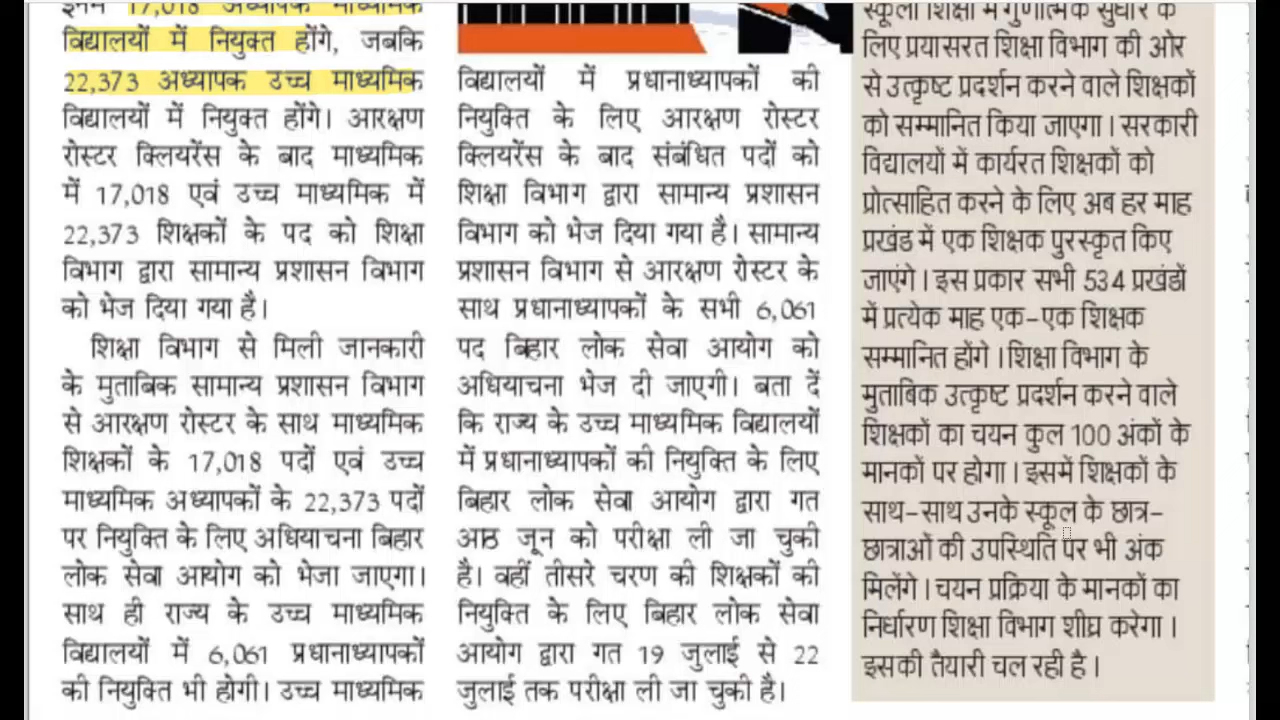 इनमें 17,018 अध्यापक माध्यमिक
विद्यालयों में नियुक्त होंगे, जबकि
22,373 अध्यापक उच्च माध्यमिक
विद्यालयों में नियुक्त होंगे। आरक्षण
रोस्टर क्लियरेंस के बाद माध्यमिक
में 17,018 एवं उच्च माध्यमिक में
22,373 शिक्षकों के पद को शिक्षा
विभाग द्वारा सामान्य प्रशासन विभाग
को भेज दिया गया है।
शिक्षा विभाग से मिली जानकारी
के मुताबिक सामान्य प्रशासन विभाग
से आरक्षण रोस्टर के साथ माध्यमिक
शिक्षकों के 17,018 पदों एवं उच्च
माध्यमिक अध्यापकों के 22,373 पदों
पर नियुक्ति के लिए अधियाचना बिहार
लोक सेवा आयोग को भेजा जाएगा।
साथ ही राज्य के उच्च माध्यमिक
विद्यालयों में 6,061 प्रधानाध्यापकों
की नियुक्ति भी होगी। उच्च माध्यमिक
विद्यालयों में प्रधानाध्यापकों की
नियुक्ति के लिए आरक्षण रोस्टर
क्लियरेंस के बाद संबंधित पदों को
शिक्षा विभाग द्वारा सामान्य प्रशासन
विभाग को भेज दिया गया है। सामान्य
प्रशासन विभाग से आरक्षण रोस्टर के
साथ प्रधानाध्यापकों के सभी 6,061
पद बिहार लोक सेवा आयोग को
अधियाचना भेज दी जाएगी। बता दें
कि राज्य के उच्च माध्यमिक विद्यालयों
में प्रधानाध्यापकों की नियुक्ति के लिए
बिहार लोक सेवा आयोग द्वारा गत
आठ जून को परीक्षा ली जा चुकी
है। वहीं तीसरे चरण की शिक्षकों की
नियुक्ति के लिए बिहार लोक सेवा
आयोग द्वारा गत 19 जुलाई से 22
जुलाई तक परीक्षा ली जा चुकी है।
स्कूली शिक्षा में गुणात्मक सुधार के
लिए प्रयासरत शिक्षा विभाग की ओर
से उत्कृष्ट प्रदर्शन करने वाले शिक्षकों
को सम्मानित किया जाएगा। सरकारी
विद्यालयों में कार्यरत शिक्षकों को
प्रोत्साहित करने के लिए अब हर माह
प्रखंड में एक शिक्षक पुरस्कृत किए
जाएंगे। इस प्रकार सभी 534 प्रखंडों
में प्रत्येक माह एक-एक शिक्षक
सम्मानित होंगे।शिक्षा विभाग के
मुताबिक उत्कृष्ट प्रदर्शन करने वाले
शिक्षकों का चयन कुल 100 अंकों के
मानकों पर होगा। इसमें शिक्षकों के
साथ-साथ उनके स्कूल के छात्र-
छात्राओं की उपस्थिति पर भी अंक
मिलेंगे। चयन प्रक्रिया के मानकों का
निर्धारण शिक्षा विभाग शीघ्र करेगा।
इसकी तैयारी चल रही है।